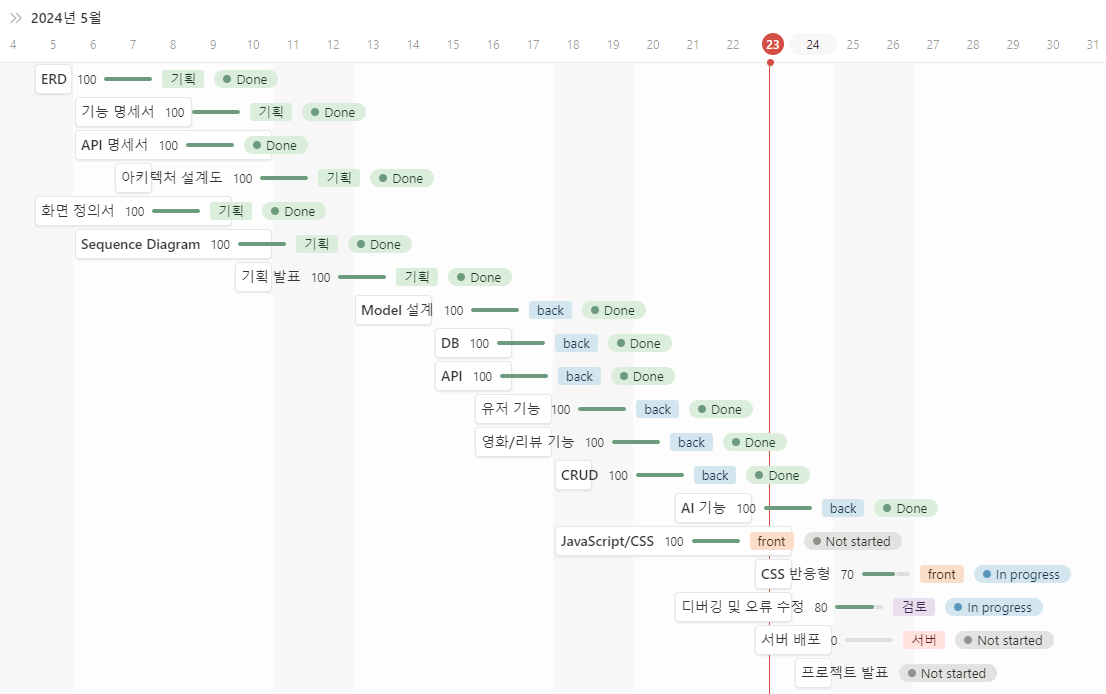 2024년 5월
4 5 6 7 8 9 10 11 12 13 14 15 16 17 18 19 20 21 22 23 24 25 26 27 28 29 30 31
ERD 100 기획 Done
기능 명세서 100 기획 Done
API 명세서 100 Done
아키텍처 설계도 100 기획 Done
화면 정의서 100 기획 Done
Sequence Diagram 100 기획 Done
기획 발표 100 기획 Done
Model 설계 100 back Done
DB 100 back Done
API 100 back Done
유저 기능 100 back Done
영화/리뷰 기능 100 back Done
CRUD 100 back Done
AI 기능 100 back Done
JavaScript/CSS 100 front Not started
CSS 반응형 70 front In progress
디버깅 및 오류 수정 80 검토 In progress
서버 배포 0 서버 Not started
프로젝트 발표 Not started